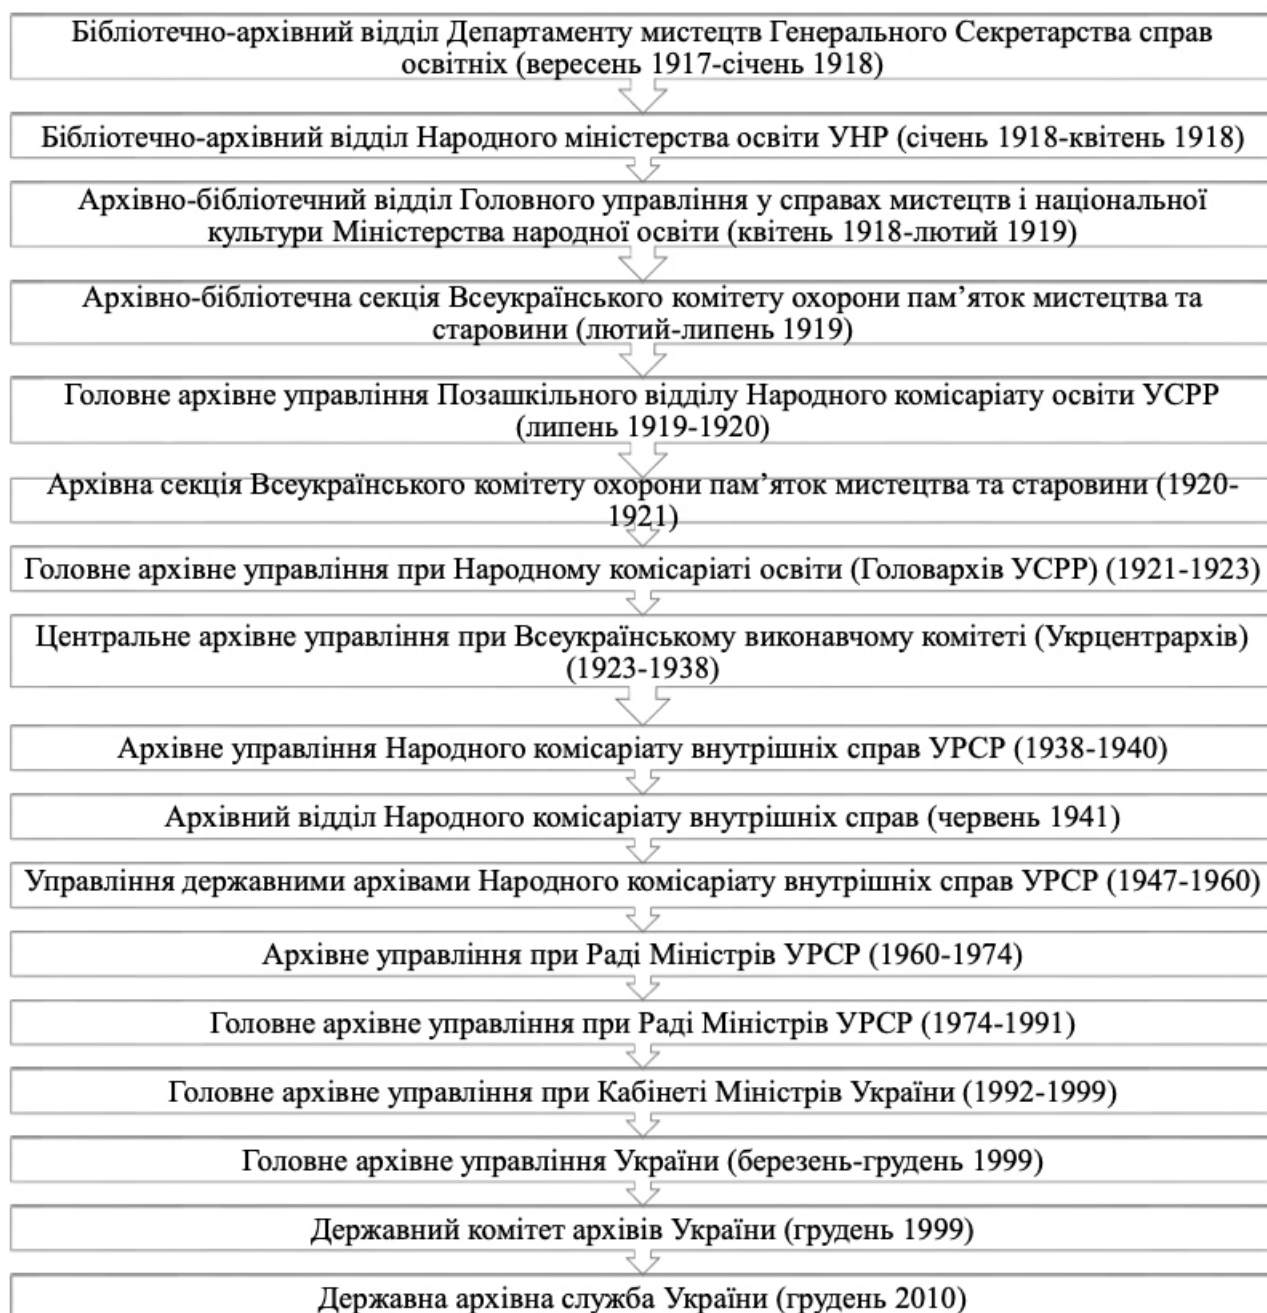 Бібліотечно-архівний відділ Департаменту мистецтв Генерального Секретарства справ
освітніх (вересень 1917-січень 1918)
Бібліотечно-архівний відділ Народного міністерства освіти УНР (січень 1918-квітень 1918)
Архівно-бібліотечний відділ Головного управління у справах мистецтв і національної
культури Міністерства народної освіти (квітень 1918-лютий 1919)
Архівно-бібліотечна секція Всеукраїнського комітету охорони пам’яток мистецтва та
старовини (лютий-липень 1919)
Головне архівне управління Позашкільного відділу Народного комісаріату освіти УСРР
(липень 1919-1920)
Архівна секція Всеукраїнського комітету охорони пам’яток мистецтва та старовини (1920-
1921)
Головне архівне управління при Народному комісаріаті освіти (Головархів УСРР) (1921-1923)
Центральне архівне управління при Всеукраїнському виконавчому комітеті (Укрцентрархів)
(1923-1938)
Архівне управління Народного комісаріату внутрішніх справ УРСР (1938-1940)
Архівний відділ Народного комісаріату внутрішніх справ (червень 1941)
Управління державними архівами Народного комісаріату внутрішніх справ УРСР (1947-1960)
Архівне управління при Раді Міністрів УРСР (1960-1974)
Головне архівне управління при Раді Міністрів УРСР (1974-1991)
Головне архівне управління при Кабінеті Міністрів України (1992-1999)
Головне архівне управління України (березень-грудень 1999)
Державний комітет архівів України (грудень 1999)
Державна архівна служба України (грудень 2010)